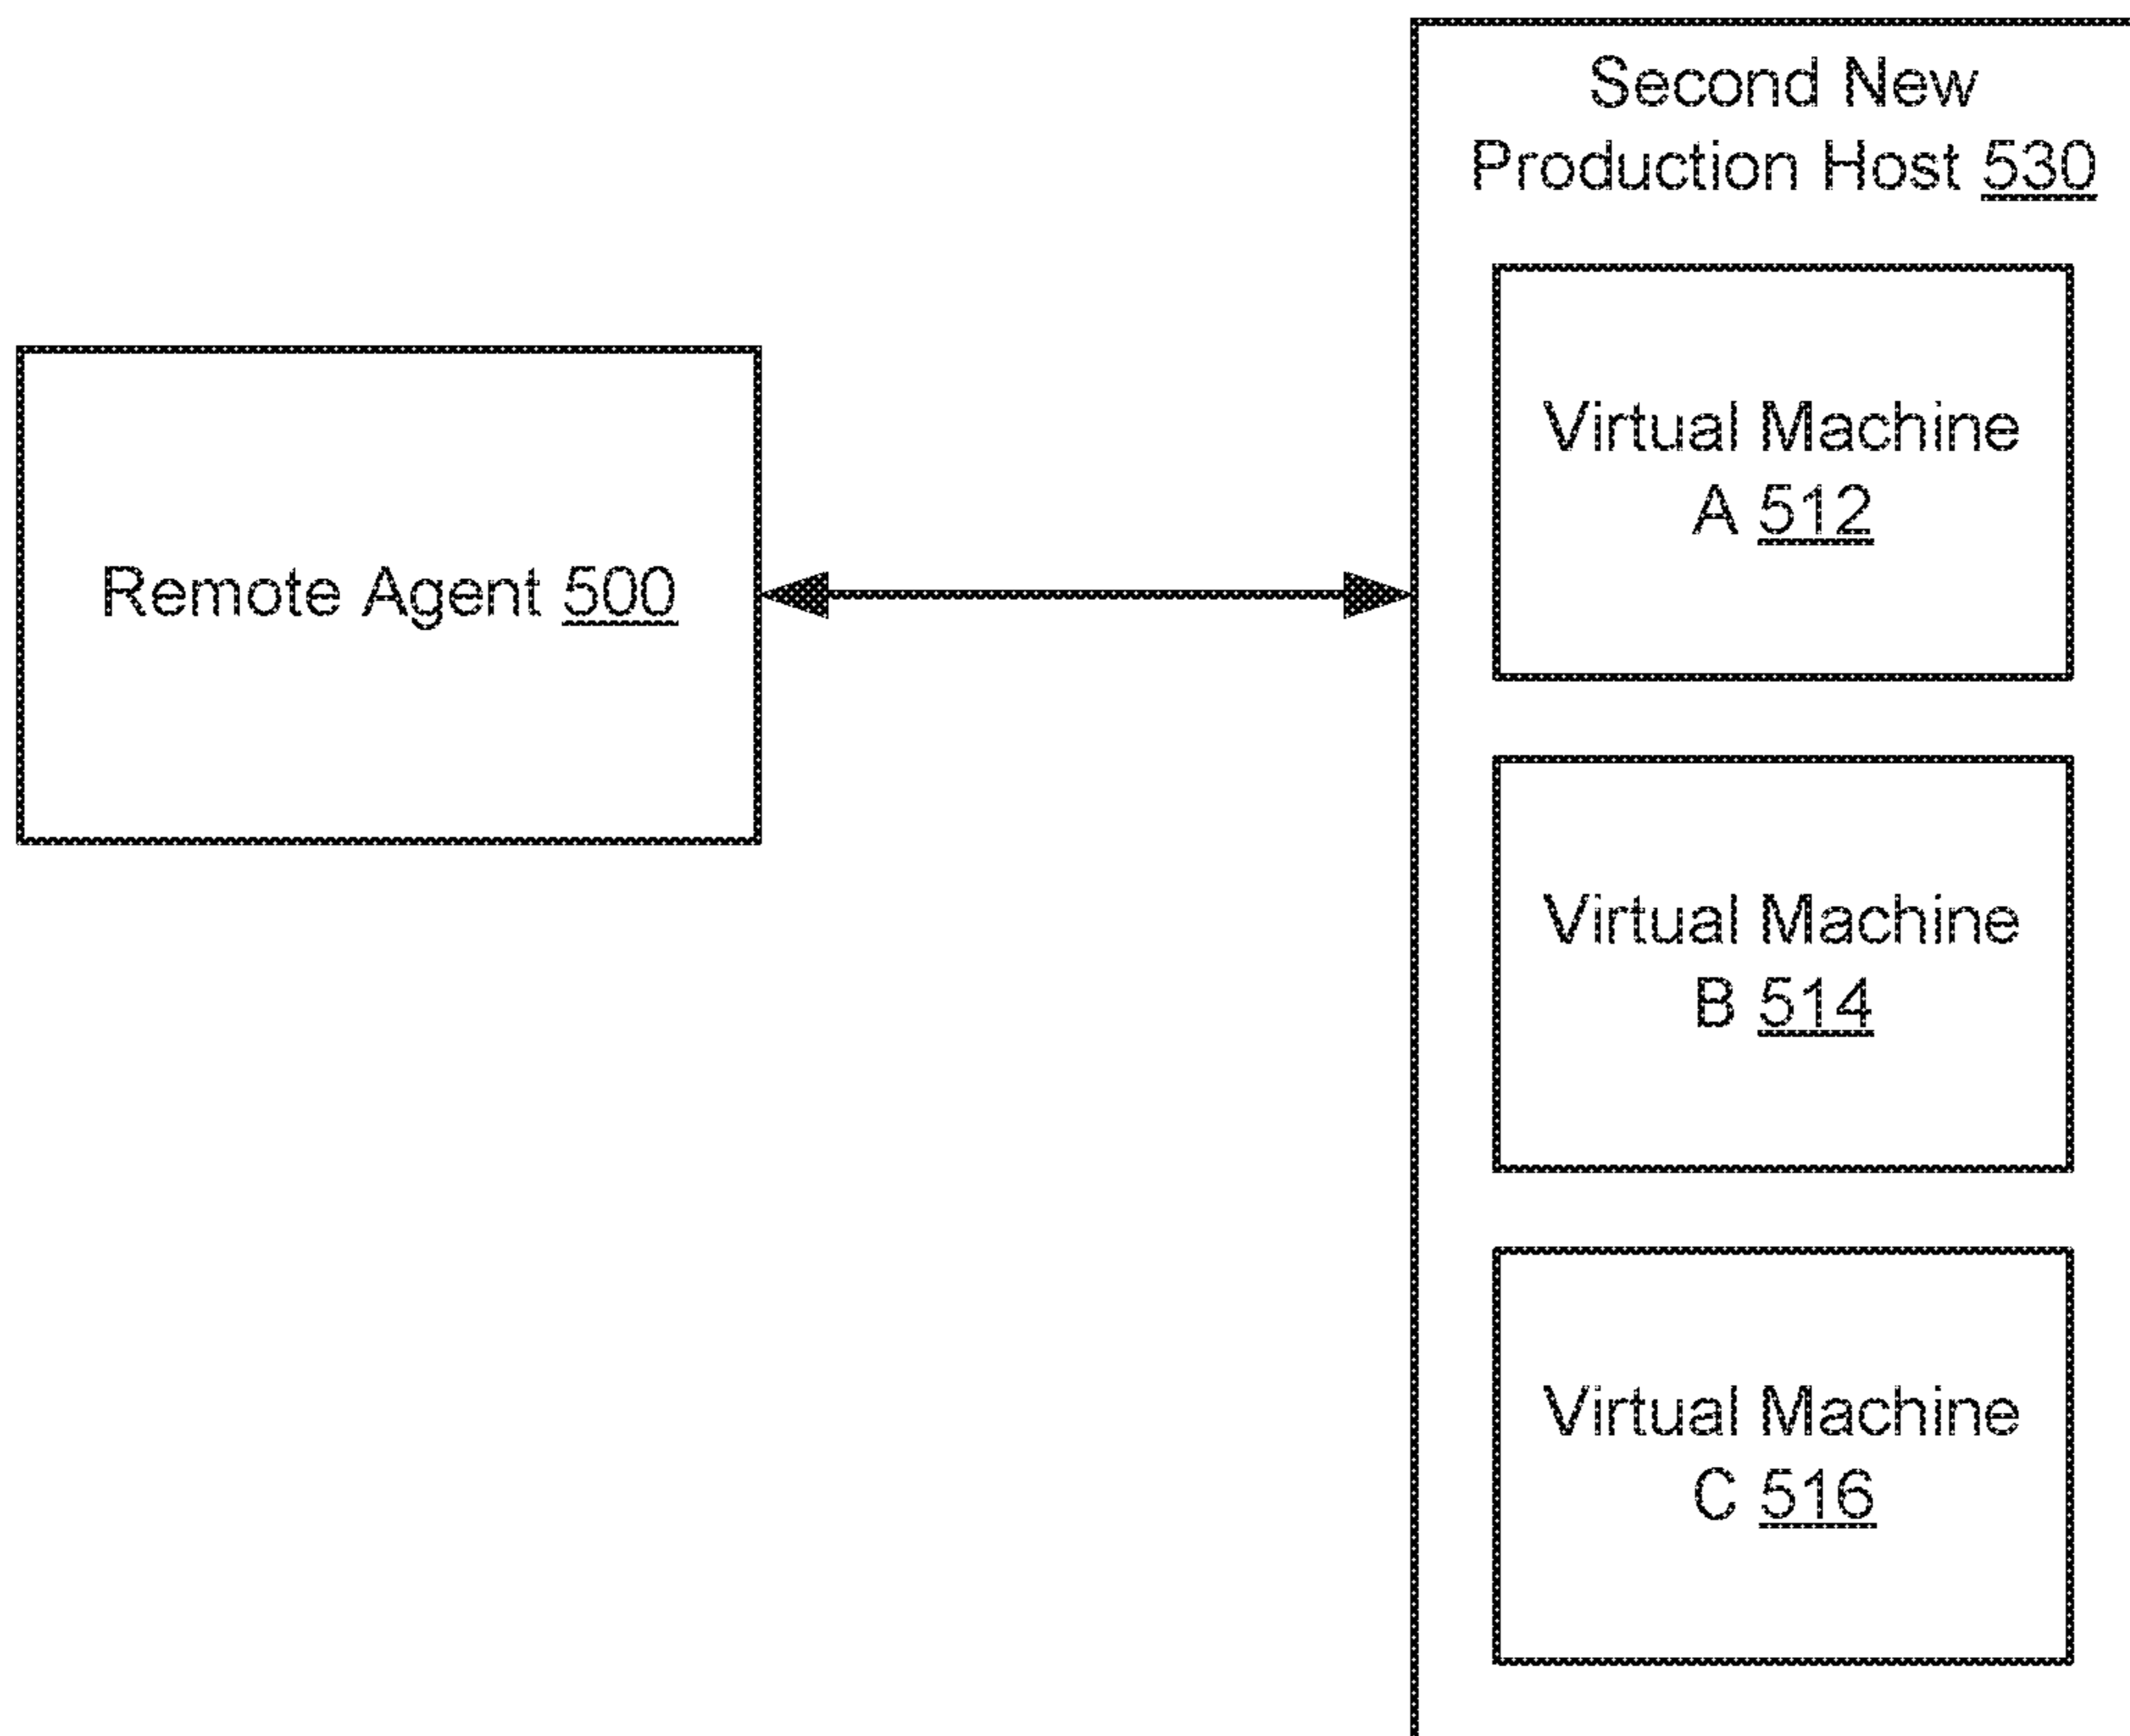 Second New
Production Host 530
Virtual Machine
A 512
Remote Agent 500
Virtual Machine
B 514
Virtual Machine
C 516